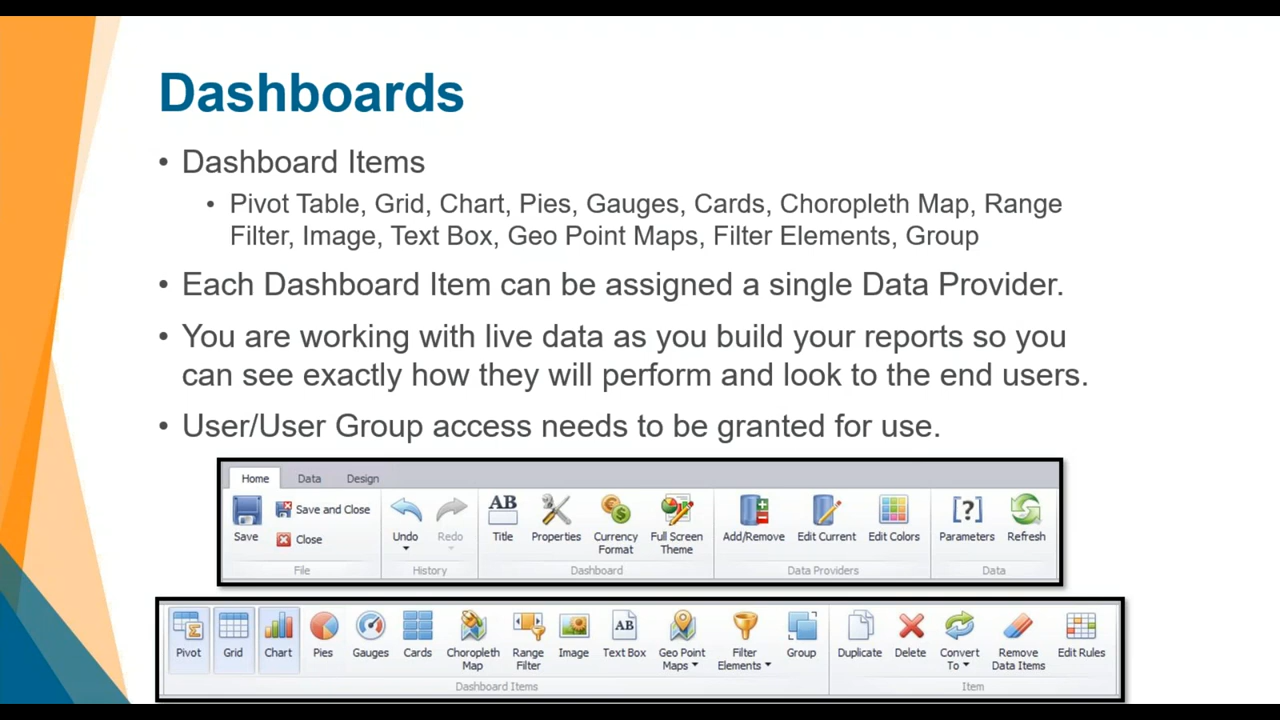 Dashboards
• Dashboard Items
• Pivot Table, Grid, Chart, Pies, Gauges, Cards, Choropleth Map, Range
Filter, Image, Text Box, Geo Point Maps, Filter Elements, Group
• Each Dashboard Item can be assigned a single Data Provider.
• You are working with live data as you build your reports so you
can see exactly how they will perform and look to the end users.
• User/User Group access needs to be granted for use.
Home Data Design
Save and Close
Close
Save Undo Redo
AB
Title Properties Currency Format Full Screen Theme
Add/Remove Edit Current Edit Colors
[?]
Parameters Refresh
File History Dashboard Data Providers Data
AB
Pivot Grid Chart Pies Gauges Cards Choropleth Map Range Filter Image Text Box Geo Point Maps Filter Elements Group
Duplicate Delete Convert To Remove Data Items Edit Rules
Dashboard Items Item